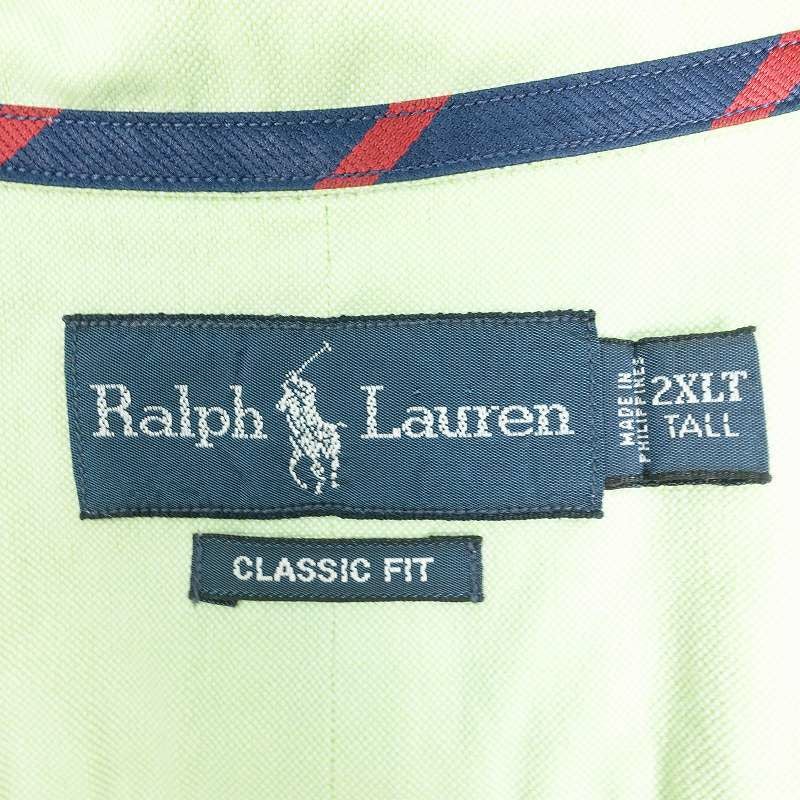 Ralph Lauren
MADE IN
PHILIPPINES
2XLT
TALL
CLASSIC FIT